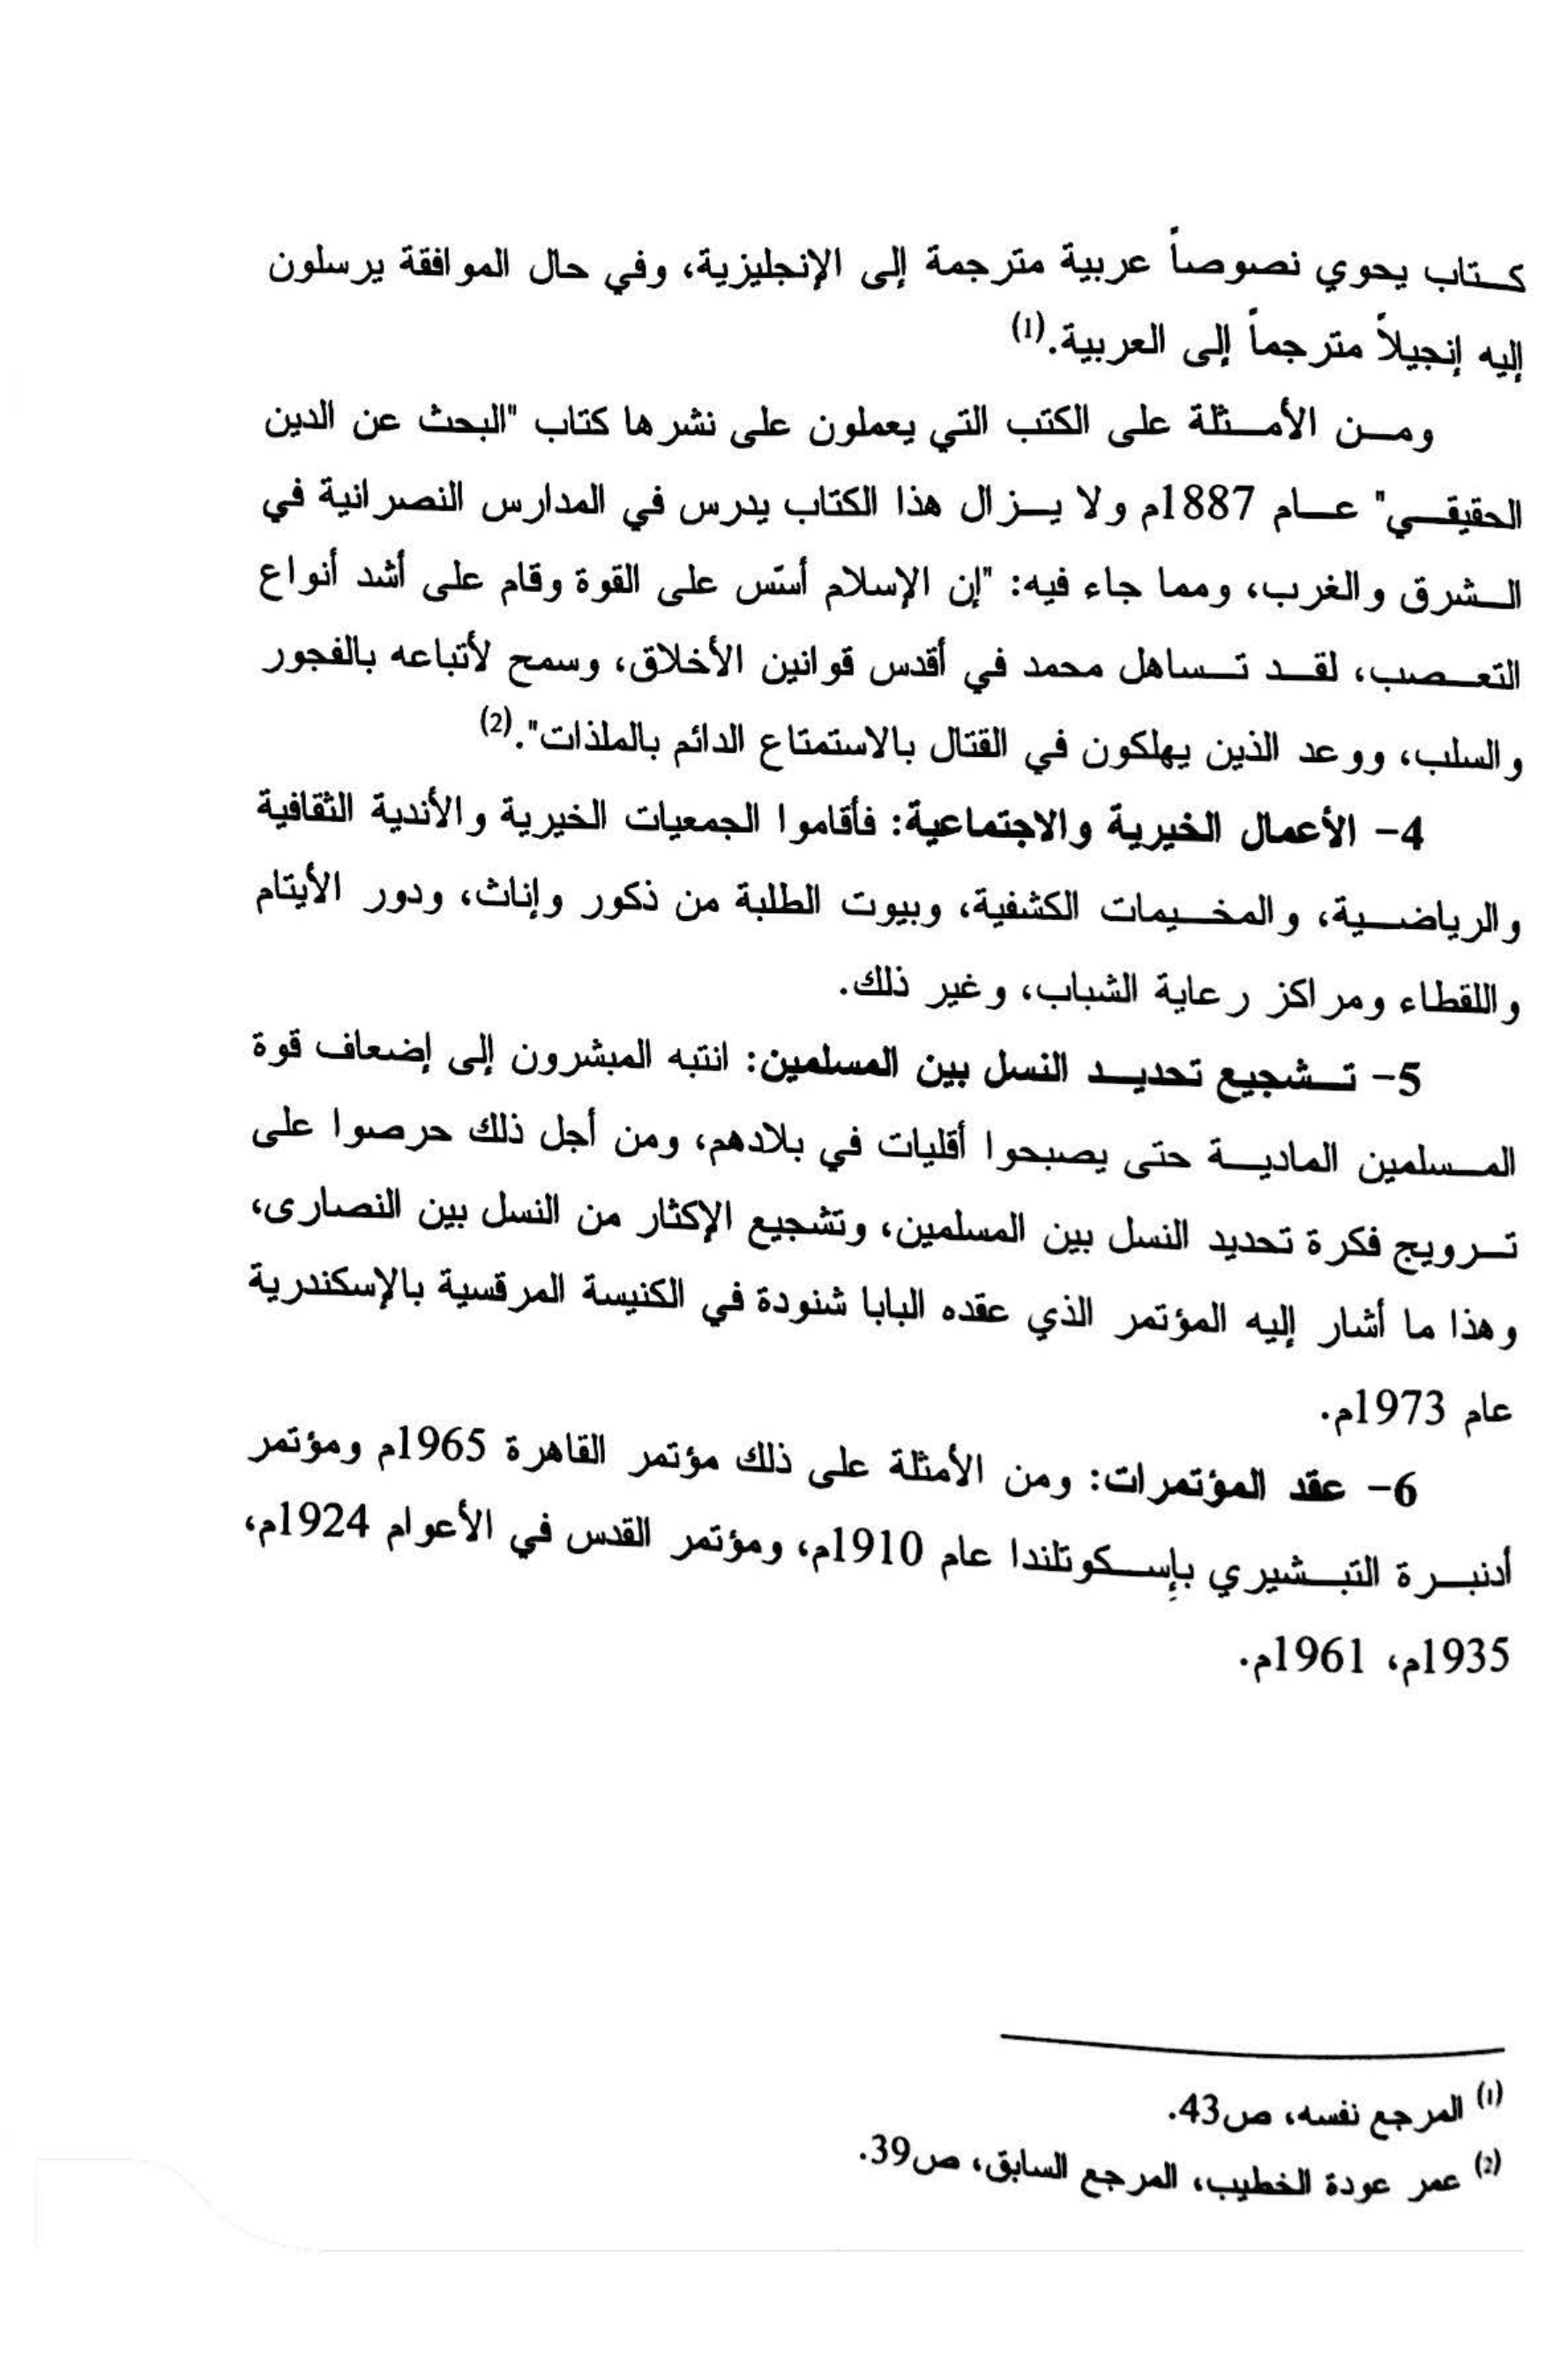 كتاب يحوي نصوصاً عربية مترجمة إلى الإنجليزية، وفي حال الموافقة يرسلون
إليه إنجيلاً مترجماً إلى العربية.(1)
ومن الأمثلة على الكتب التي يعملون على نشرها كتاب "البحث عن الدين
الحقيقي" عام 1887م ولا يزال هذا الكتاب يدرس في المدارس النصرانية في
الشرق والغرب، ومما جاء فيه: "إن الإسلام أسّس على القوة وقام على أشد أنواع
التعصب، لقد تساهل محمد في أقدس قوانين الأخلاق، وسمح لأتباعه بالفجور
والسلب، ووعد الذين يهلكون في القتال بالاستمتاع الدائم بالملذات".(2)
4- الأعمال الخيرية والاجتماعية: فأقاموا الجمعيات الخيرية والأندية الثقافية
والرياضية، والمخيمات الكشفية، وبيوت الطلبة من ذكور وإناث، ودور الأيتام
واللقطاء ومراكز رعاية الشباب، وغير ذلك.
5- تشجيع تحديد النسل بين المسلمين: انتبه المبشرون إلى إضعاف قوة
المسلمين المادية حتى يصبحوا أقليات في بلادهم، ومن أجل ذلك حرصوا على
ترويج فكرة تحديد النسل بين المسلمين، وتشجيع الإكثار من النسل بين النصارى،
وهذا ما أشار إليه المؤتمر الذي عقده البابا شنودة في الكنيسة المرقسية بالإسكندرية
عام 1973م.
6- عقد المؤتمرات: ومن الأمثلة على ذلك مؤتمر القاهرة 1965م ومؤتمر
أدنبرة التبشيري بإسكوتلندا عام 1910م، ومؤتمر القدس في الأعوام 1924م،
1935م، 1961م.
(1) المرجع نفسه، ص43.
(2) عمر عودة الخطيب، المرجع السابق، ص39.